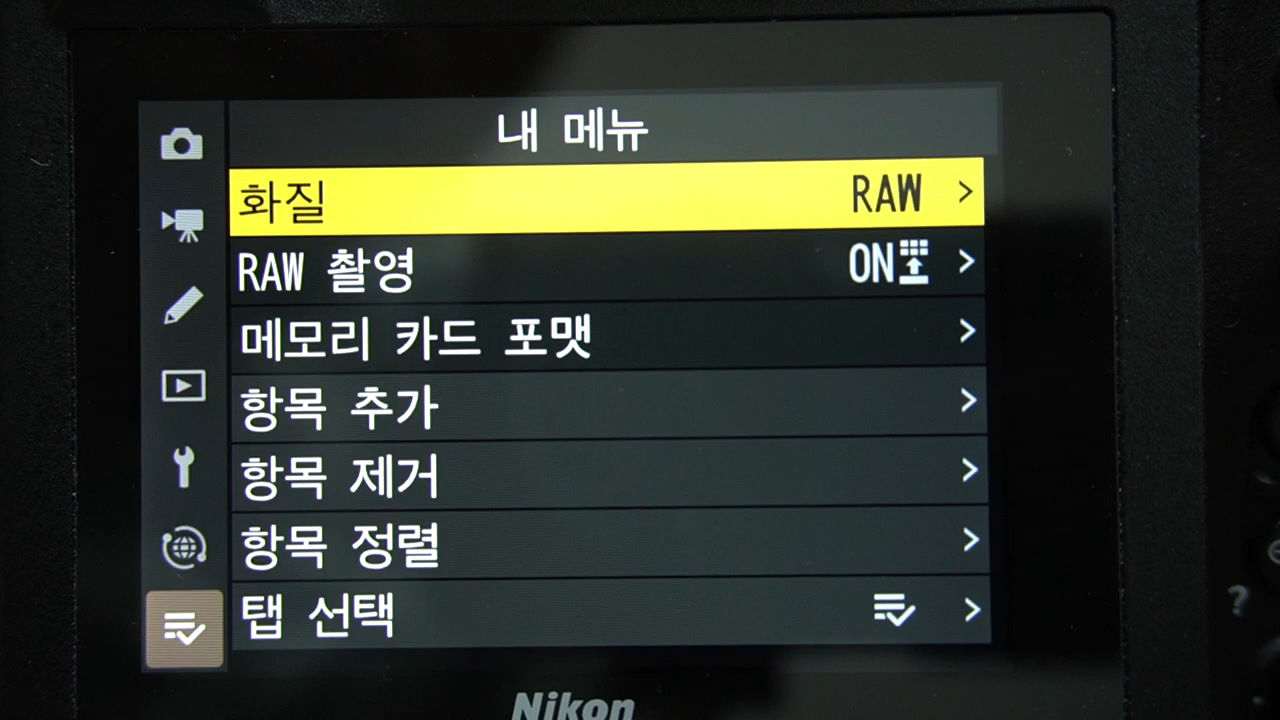 내 메뉴
화질 RAW >
RAW 촬영 ON >
메모리 카드 포맷 >
항목 추가 >
항목 제거 >
항목 정렬 >
탭 선택 >
Nikon
?